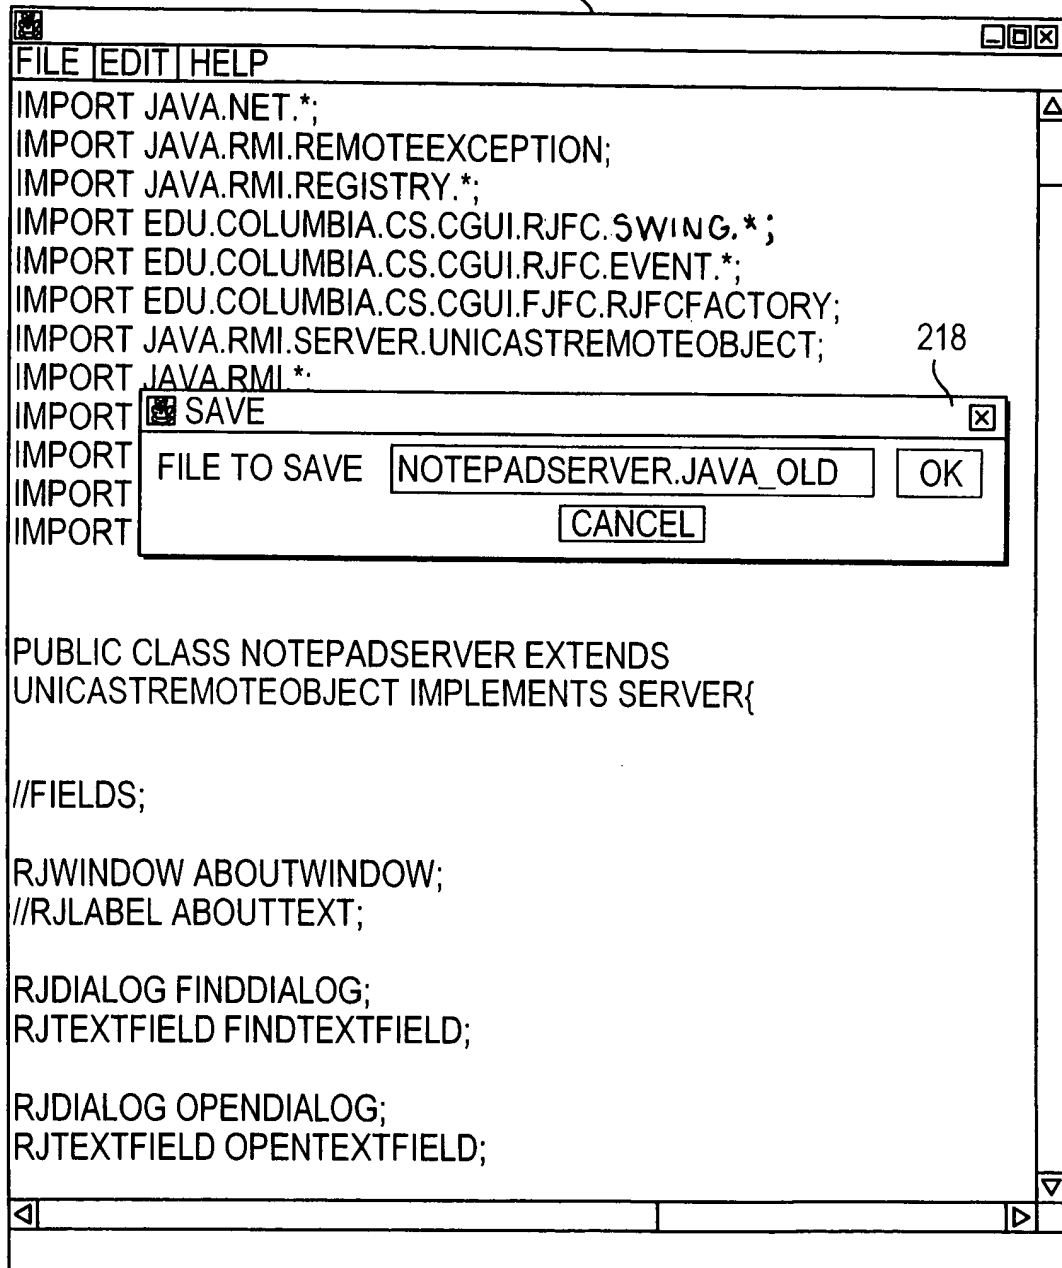 FILE EDIT HELP
IMPORT JAVA.NET.*;
IMPORT JAVA.RMI.REMOTEEXCEPTION;
IMPORT JAVA.RMI.REGISTRY.*;
IMPORT EDU.COLUMBIA.CS.CGUI.RJFC.SWING.*;
IMPORT EDU.COLUMBIA.CS.CGUI.RJFC.EVENT.*;
IMPORT EDU.COLUMBIA.CS.CGUI.FJFC.RJFCFACTORY;
IMPORT JAVA.RMI.SERVER.UNICASTREMOTEOBJECT;
218
IMPORT JAVA.RMI.*;
IMPORT
SAVE
IMPORT
FILE TO SAVE NOTEPADSERVER.JAVA_OLD OK
IMPORT
CANCEL
IMPORT
PUBLIC CLASS NOTEPADSERVER EXTENDS
UNICASTREMOTEOBJECT IMPLEMENTS SERVER{
//FIELDS;
RJWINDOW ABOUTWINDOW;
//RJLABEL ABOUTTEXT;
RJDIALOG FINDDIALOG;
RJTEXTFIELD FINDTEXTFIELD;
RJDIALOG OPENDIALOG;
RJTEXTFIELD OPENTEXTFIELD;